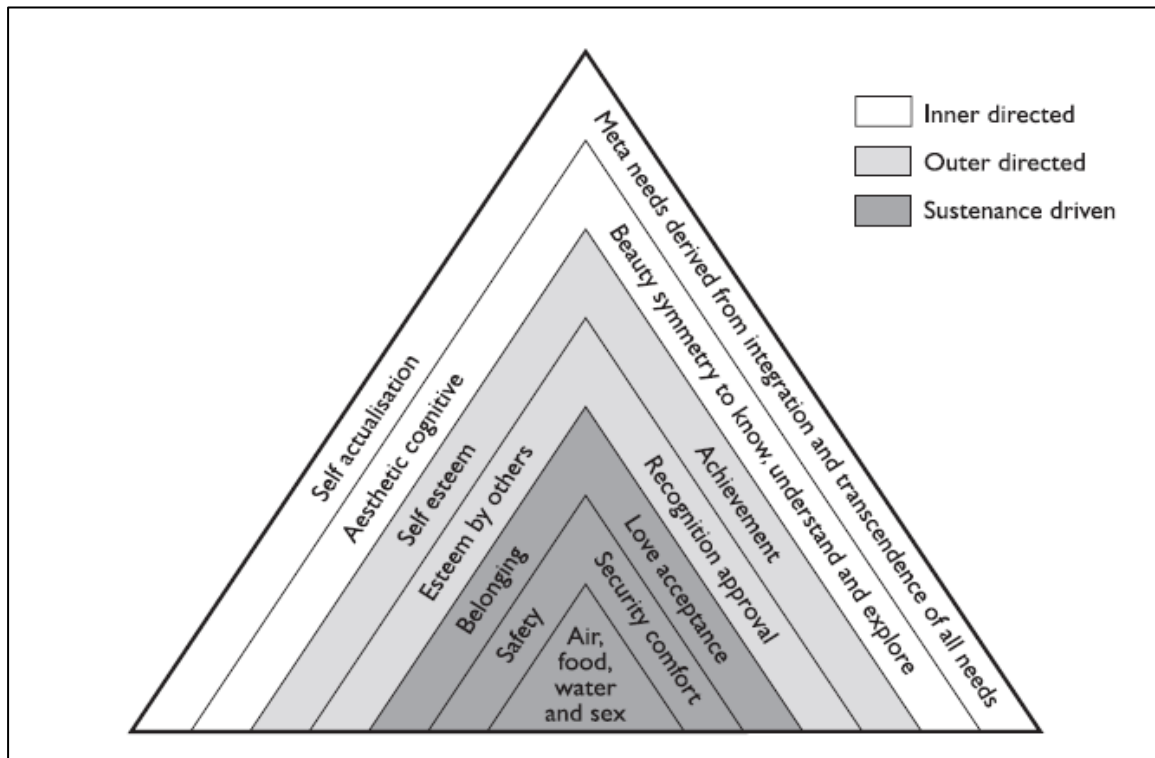 Inner directed
Outer directed
Sustenance driven
Self actualisation
Meta needs derived from integration and transcendence of all needs
Aesthetic cognitive
Beauty symmetry to know, understand and explore
Self esteem
Achievement
Esteem by others
Recognition approval
Belonging
Love acceptance
Safety
Security comfort
Air,
food,
water
and sex